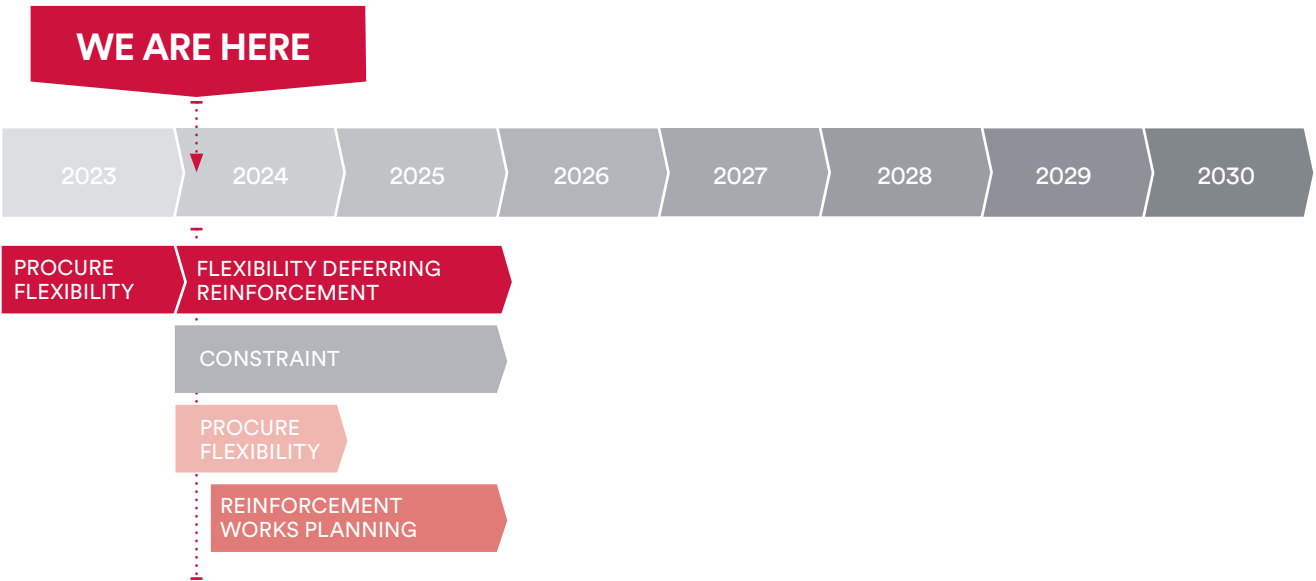 WE ARE HERE
2023
2024
2025
2026
2027
2028
2029
2030
PROCURE
FLEXIBILITY
FLEXIBILITY DEFERRING
REINFORCEMENT
CONSTRAINT
PROCURE
FLEXIBILITY
REINFORCEMENT
WORKS PLANNING